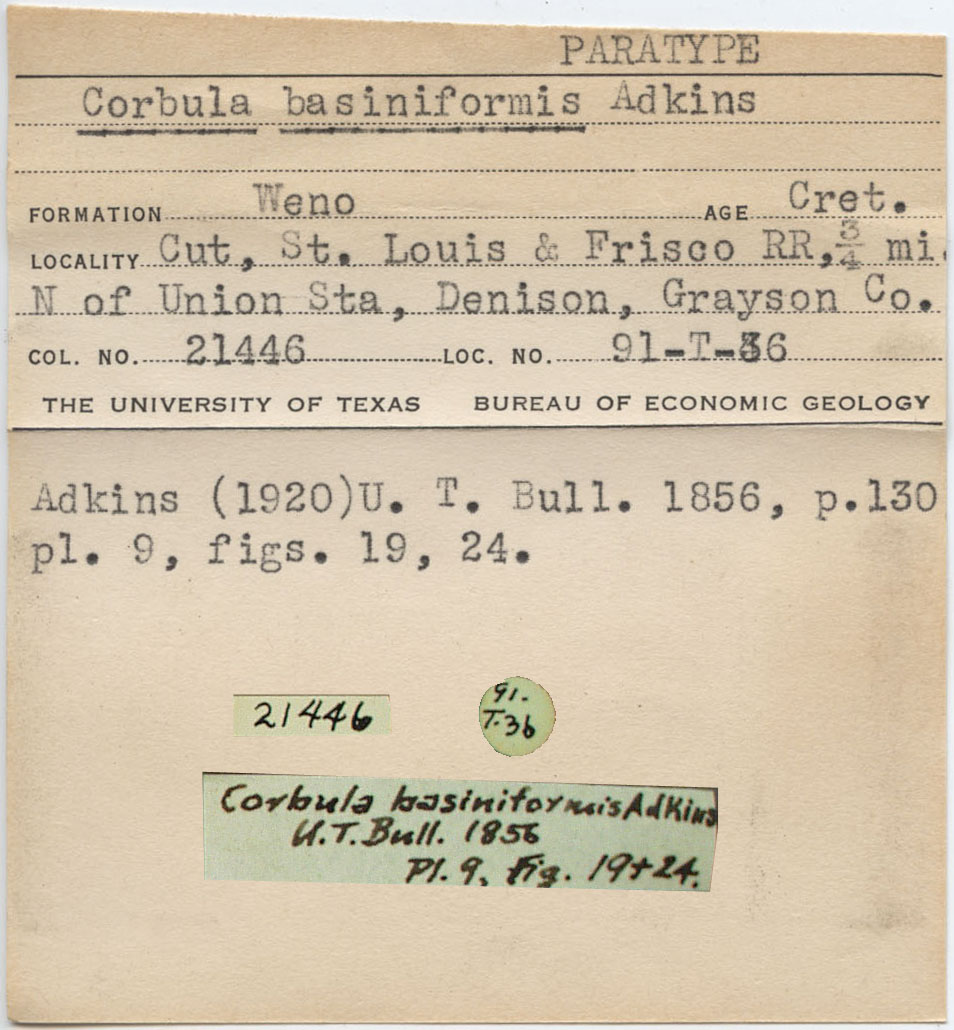 PARATYPE
Corbula basiniformis Adkins
FORMATION Weno AGE Cret.
LOCALITY Cut, St. Louis & Frisco RR, 3/4 mi.
N of Union Sta, Denison, Grayson Co.
COL. NO. 21446 LOC. NO. 91-T-36
THE UNIVERSITY OF TEXAS BUREAU OF ECONOMIC GEOLOGY
Adkins (1920)U. T. Bull. 1856, p.130
pl. 9, figs. 19, 24.
21446
91-
T-36
Corbula basiniformis Adkins
U.T. Bull. 1856
Pl. 9, Fig. 19+24.